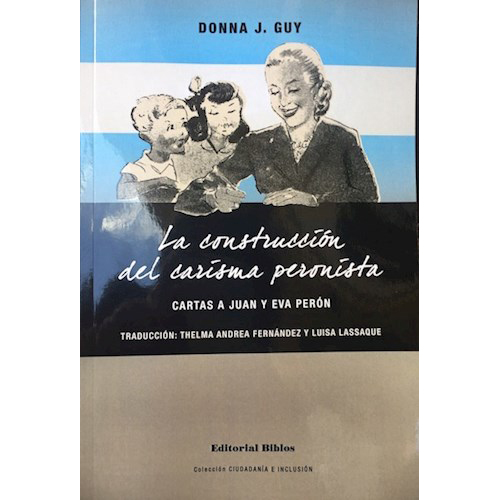 DONNA J. GUY
La construcción
del carisma peronista
CARTAS A JUAN Y EVA PERÓN
TRADUCCIÓN: THELMA ANDREA FERNÁNDEZ Y LUISA LASSAQUE
Editorial Biblos
Colección CIUDADANÍA E INCLUSIÓN